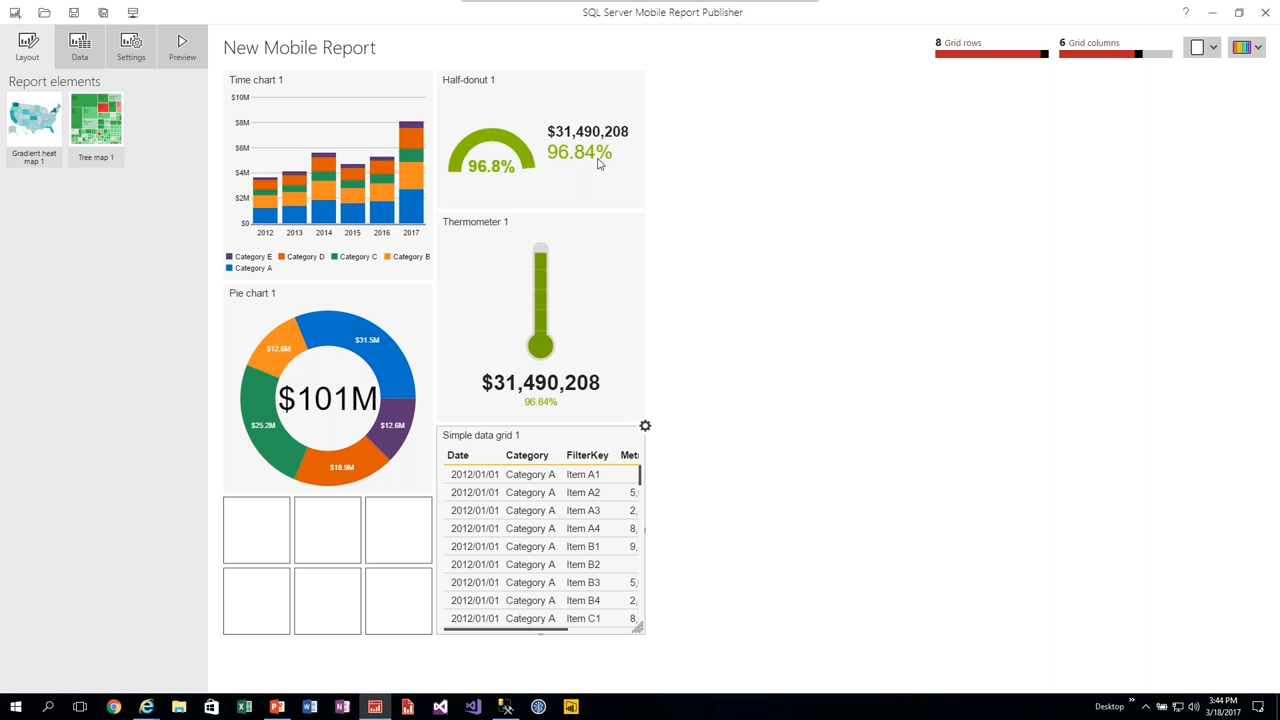 SQL Server Mobile Report Publisher
?
Layout
Data
Settings
Preview
New Mobile Report
8 Grid rows
6 Grid columns
Report elements
Gradient heat
map 1
Tree map 1
Time chart 1
$10M
$8M
$6M
$4M
$2M
$0
2012
2013
2014
2015
2016
2017
Category E
Category D
Category C
Category B
Category A
Half-donut 1
96.8%
$31,490,208
96.84%
Thermometer 1
$31,490,208
96.84%
Pie chart 1
$31.5M
$12.6M
$101M
$25.2M
$12.6M
$18.9M
Simple data grid 1
Date Category FilterKey
2012/01/01 Category A Item A1
2012/01/01 Category A Item A2 5,
2012/01/01 Category A Item A3 2,
2012/01/01 Category A Item A4 8,
2012/01/01 Category A Item B1 9,
2012/01/01 Category A Item B2
2012/01/01 Category A Item B3 5,
2012/01/01 Category A Item B4 2,
2012/01/01 Category A Item C1 8,
Desktop
3:44 PM
3/18/2017